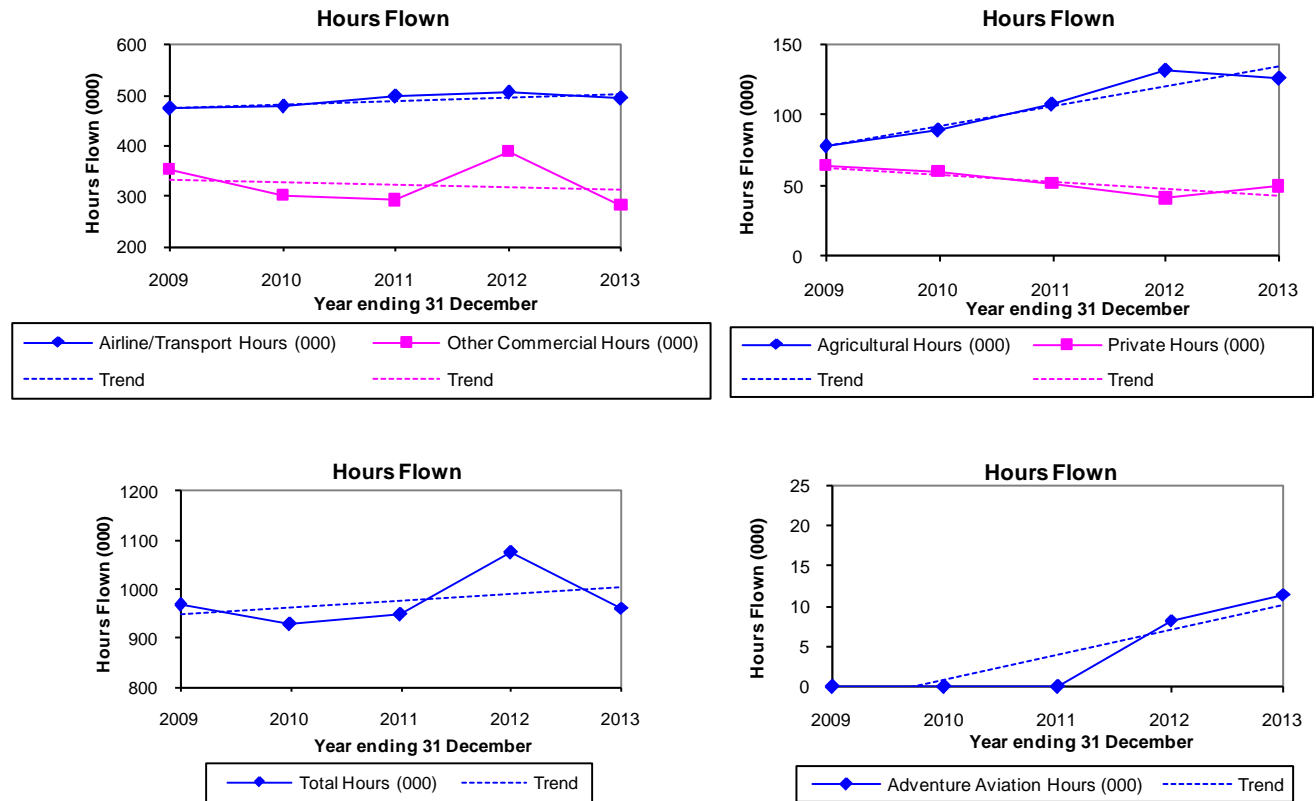 Hours Flown
600
500
400
300
200
Hours Flown (000)
2009 2010 2011 2012 2013
Year ending 31 December
Airline/Transport Hours (000) Other Commercial Hours (000)
Trend Trend
Hours Flown
150
100
50
0
Hours Flown (000)
2009 2010 2011 2012 2013
Year ending 31 December
Agricultural Hours (000) Private Hours (000)
Trend Trend
Hours Flown
1200
1100
1000
900
800
Hours Flown (000)
2009 2010 2011 2012 2013
Year ending 31 December
Total Hours (000) Trend
Hours Flown
25
20
15
10
5
0
Hours Flown (000)
2009 2010 2011 2012 2013
Year ending 31 December
Adventure Aviation Hours (000) Trend